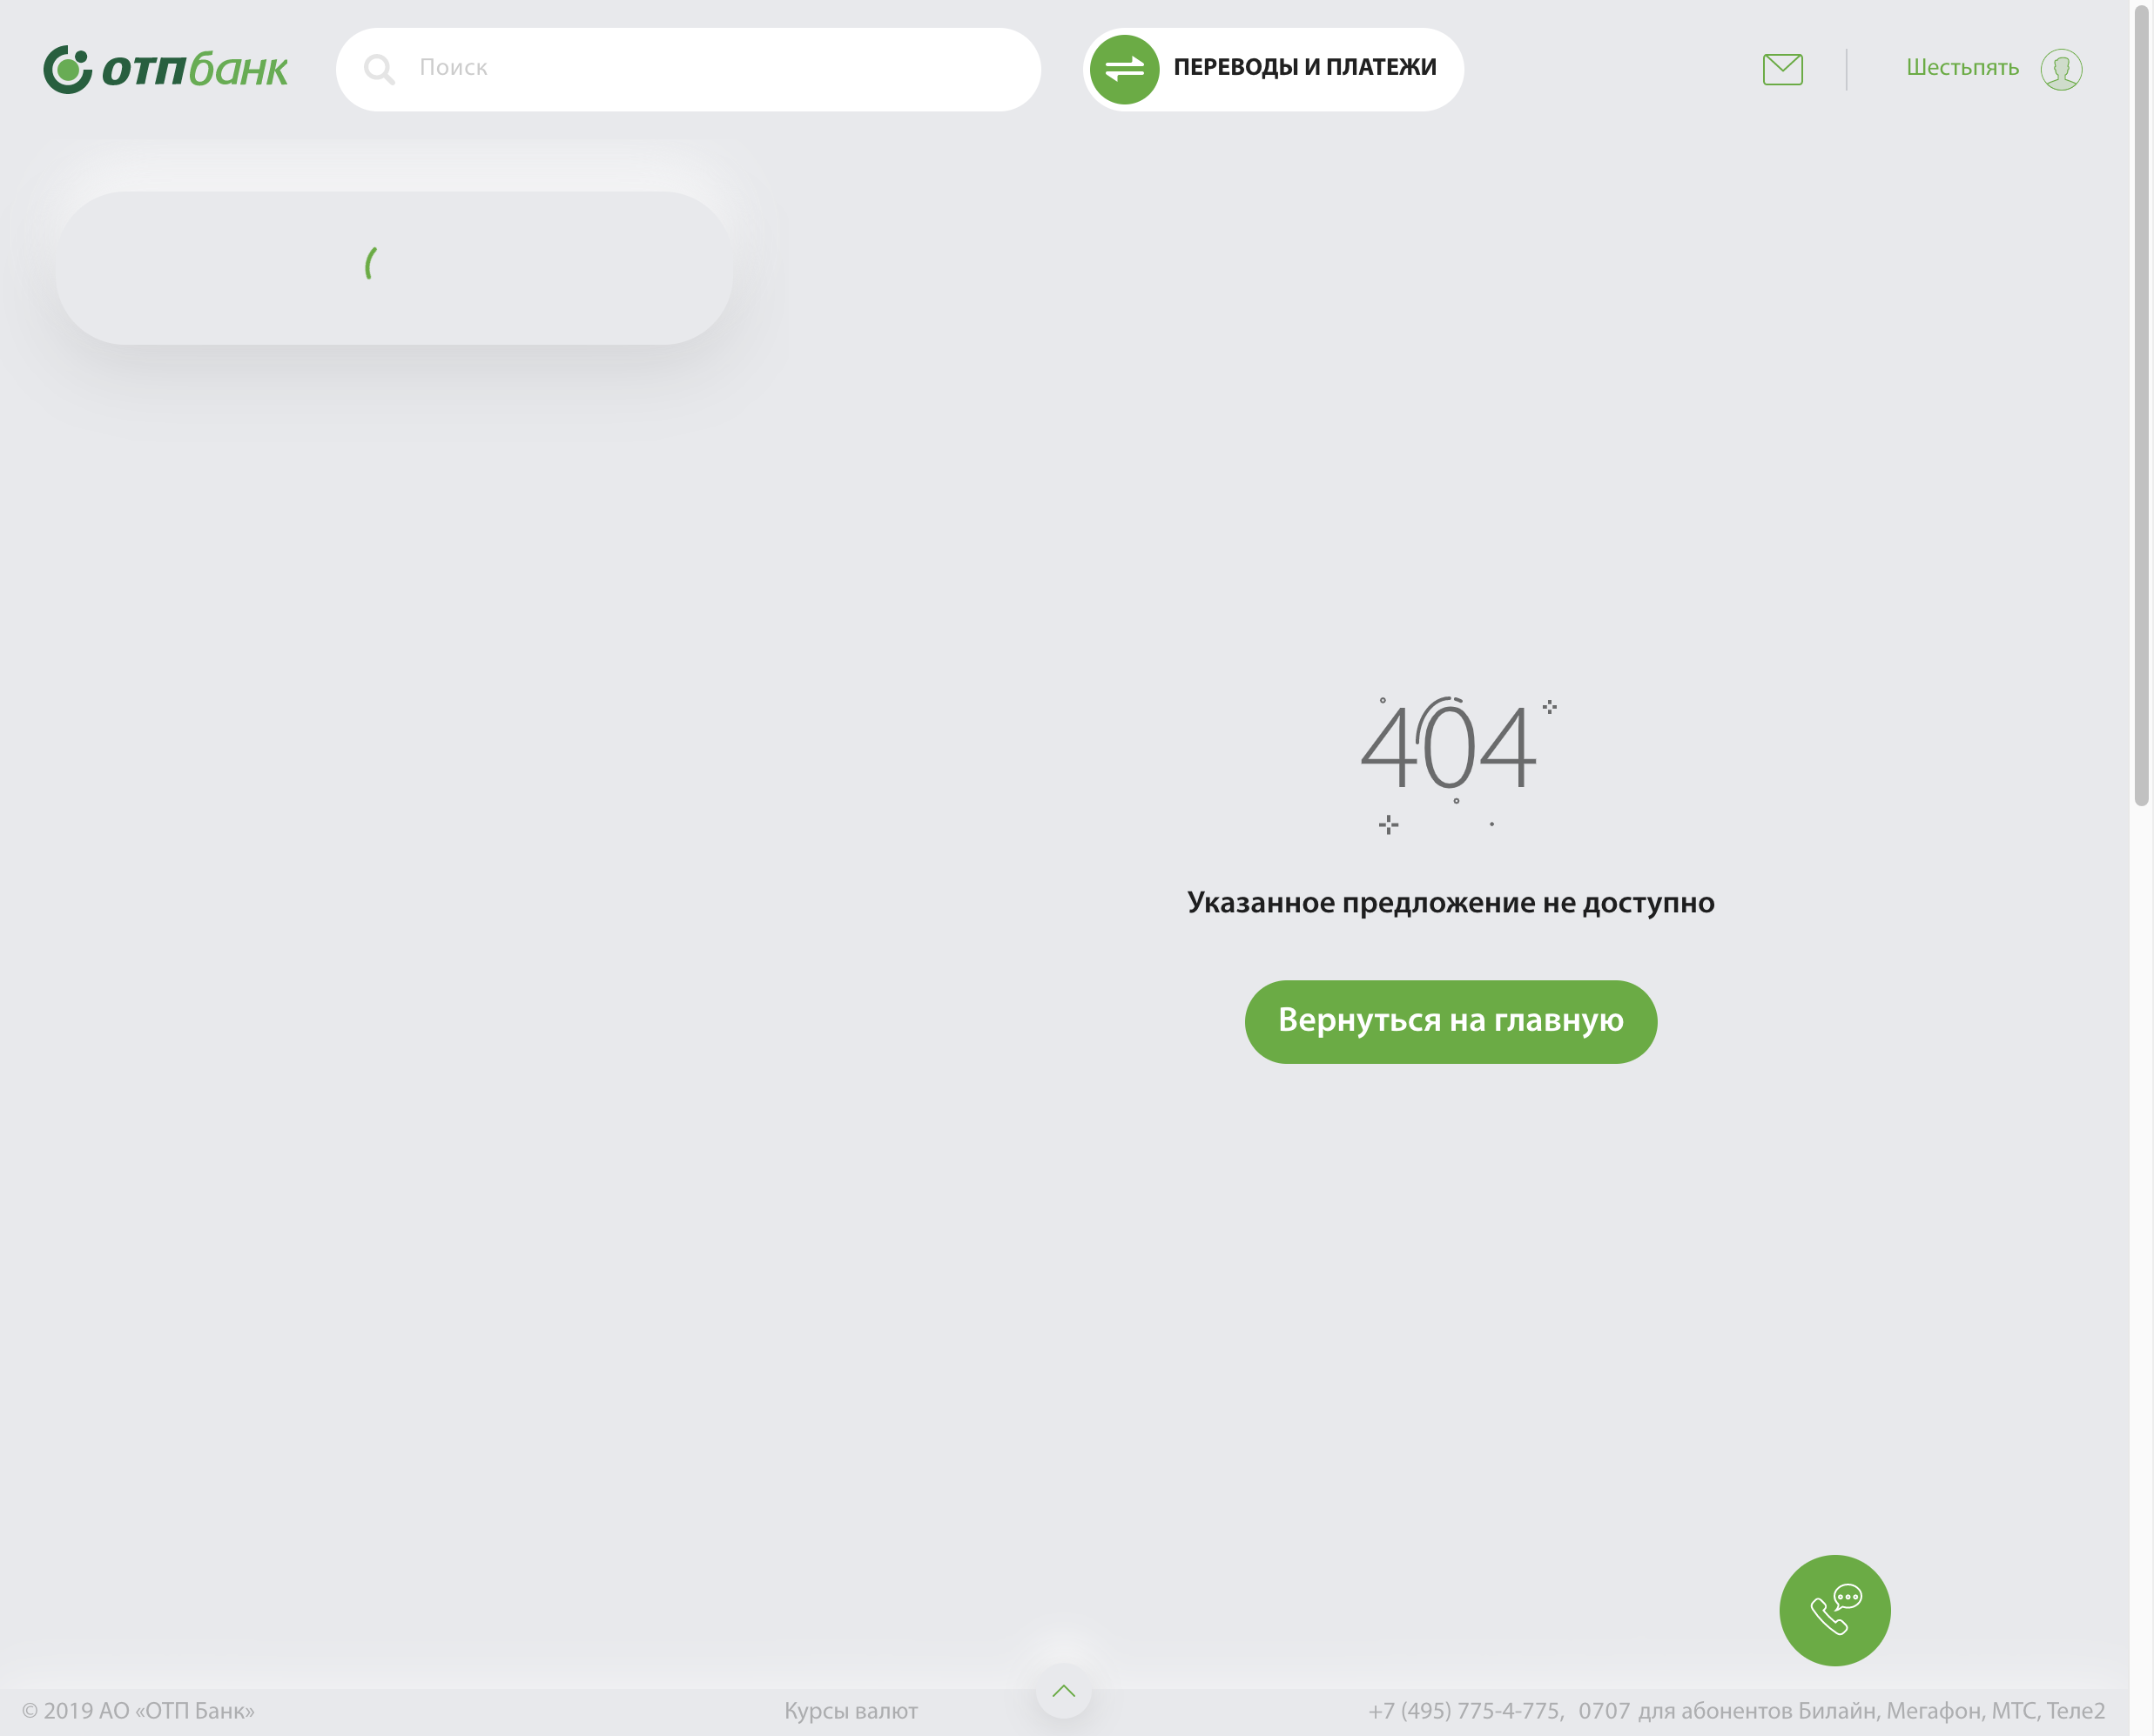 отпбанк
Поиск
ПЕРЕВОДЫ И ПЛАТЕЖИ
Шестьпять
404
Указанное предложение не доступно
Вернуться на главную
© 2019 АО «ОТП Банк»
Курсы валют
+7 (495) 775-4-775, 0707 для абонентов Билайн, Мегафон, МТС, Теле2